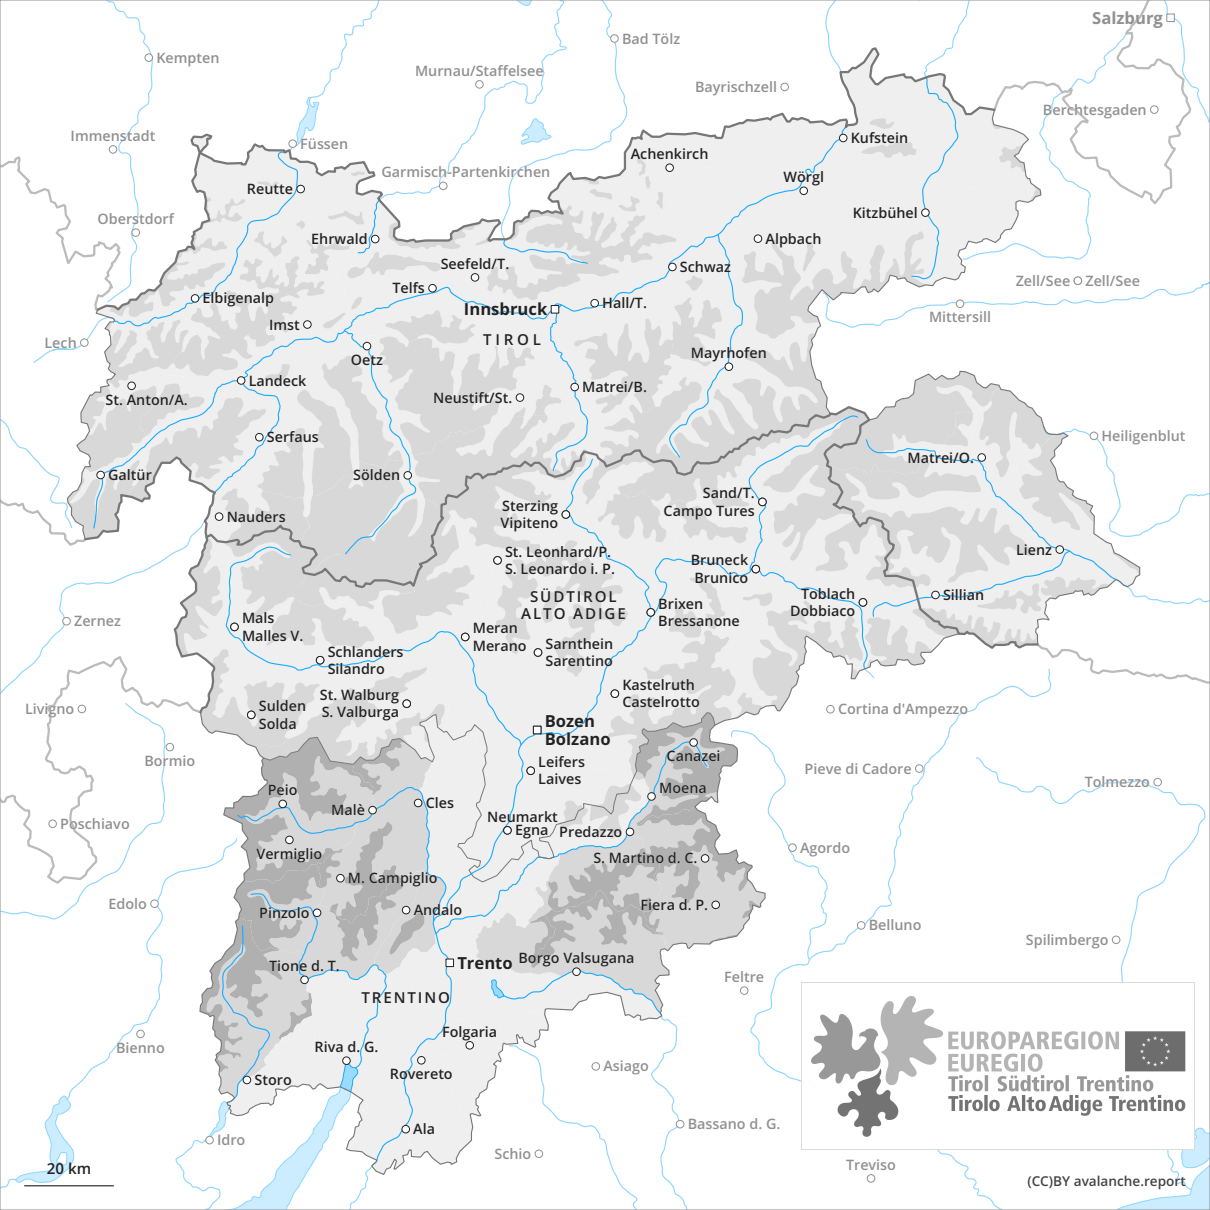 Salzburg
Bad Tölz
Kempten
Murnau/Staffelsee
Bayrischzell
Berchtesgaden
Immenstadt
Füssen
Kufstein
Achenkirch
Garmisch-Partenkirchen
Wörgl
Reutte
Oberstdorf
Kitzbühel
Ehrwald
Alpbach
Seefeld/T.
Schwaz
Zell/See
Zell/See
Telfs
Elbigenalp
Hall/T.
Innsbruck
Mittersill
Imst
TIROL
Lech
Mayrhofen
Oetz
Landeck
Matrei/B.
St. Anton/A.
Neustift/St.
Serfaus
Heiligenblut
Matrei/O.
Galtür
Sölden
Sand/T.
Campo Tures
Sterzing
Vipiteno
Nauders
Lienz
St. Leonhard/P.
S. Leonardo i. P.
Bruneck
Brunico
SÜDTIROL
ALTO ADIGE
Toblach
Dobbiaco
Sillian
Brixen
Bressanone
Zernez
Mals
Malles V.
Meran
Merano
Sarnthein
Sarentino
Schlanders
Silandro
Kastelruth
Castelrotto
St. Walburg
S. Valburga
Sulden
Solda
Livigno
Cortina d'Ampezzo
Bozen
Bolzano
Bormio
Canazei
Leifers
Laives
Pieve di Cadore
Tolmezzo
Peio
Moena
Malè
Cles
Neumarkt
Egna
Predazzo
Poschiavo
Vermiglio
S. Martino d. C.
Agordo
M. Campiglio
Edolo
Pinzolo
Andalo
Fiera d. P.
Belluno
Spilimbergo
Trento
Borgo Valsugana
Tione d. T.
Feltre
TRENTINO
Folgaria
Bienno
Riva d. G.
Rovereto
Asiago
Storo
EUROPAREGION
EUREGIO
Tirol Südtirol Trentino
Tirolo Alto Adige Trentino
Ala
Bassano d. G.
Idro
Schio
Treviso
20 km
(CC)BY avalanche.report